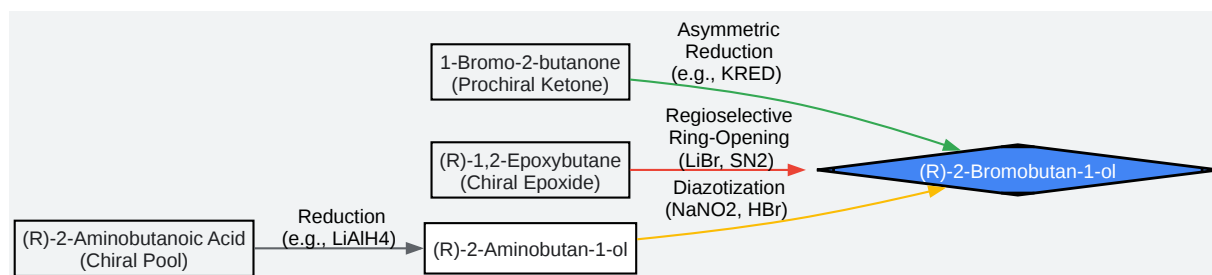 Asymmetric
Reduction
(e.g., KRED)
1-Bromo-2-butanone
(Prochiral Ketone)
Regioselective
Ring-Opening
(LiBr, SN2)
(R)-1,2-Epoxybutane
(Chiral Epoxide)
(R)-2-Bromobutan-1-ol
Diazotization
(NaNO2, HBr)
(R)-2-Aminobutanoic Acid
(Chiral Pool)
Reduction
(e.g., LiAlH4)
(R)-2-Aminobutan-1-ol